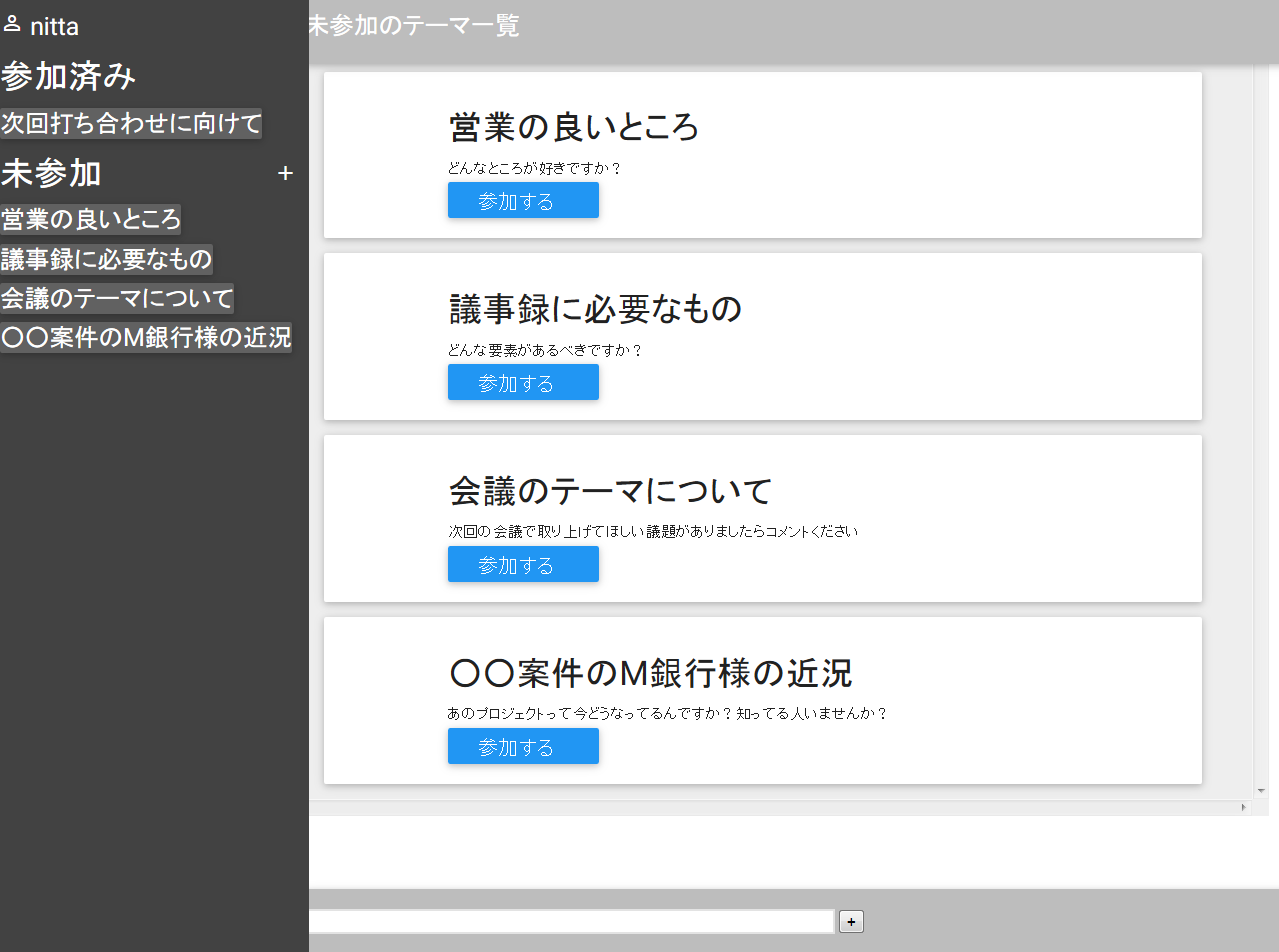 nitta
参加済み
次回打ち合わせに向けて
未参加 +
営業の良いところ
議事録に必要なもの
会議のテーマについて
〇〇案件のM銀行様の近況
未参加のテーマ一覧
営業の良いところ
どんなところが好きですか？
参加する
議事録に必要なもの
どんな要素があるべきですか？
参加する
会議のテーマについて
次回の会議で取り上げてほしい議題がありましたらコメントください
参加する
〇〇案件のM銀行様の近況
あのプロジェクトって今どうなってるんですか？知ってる人いませんか？
参加する
+